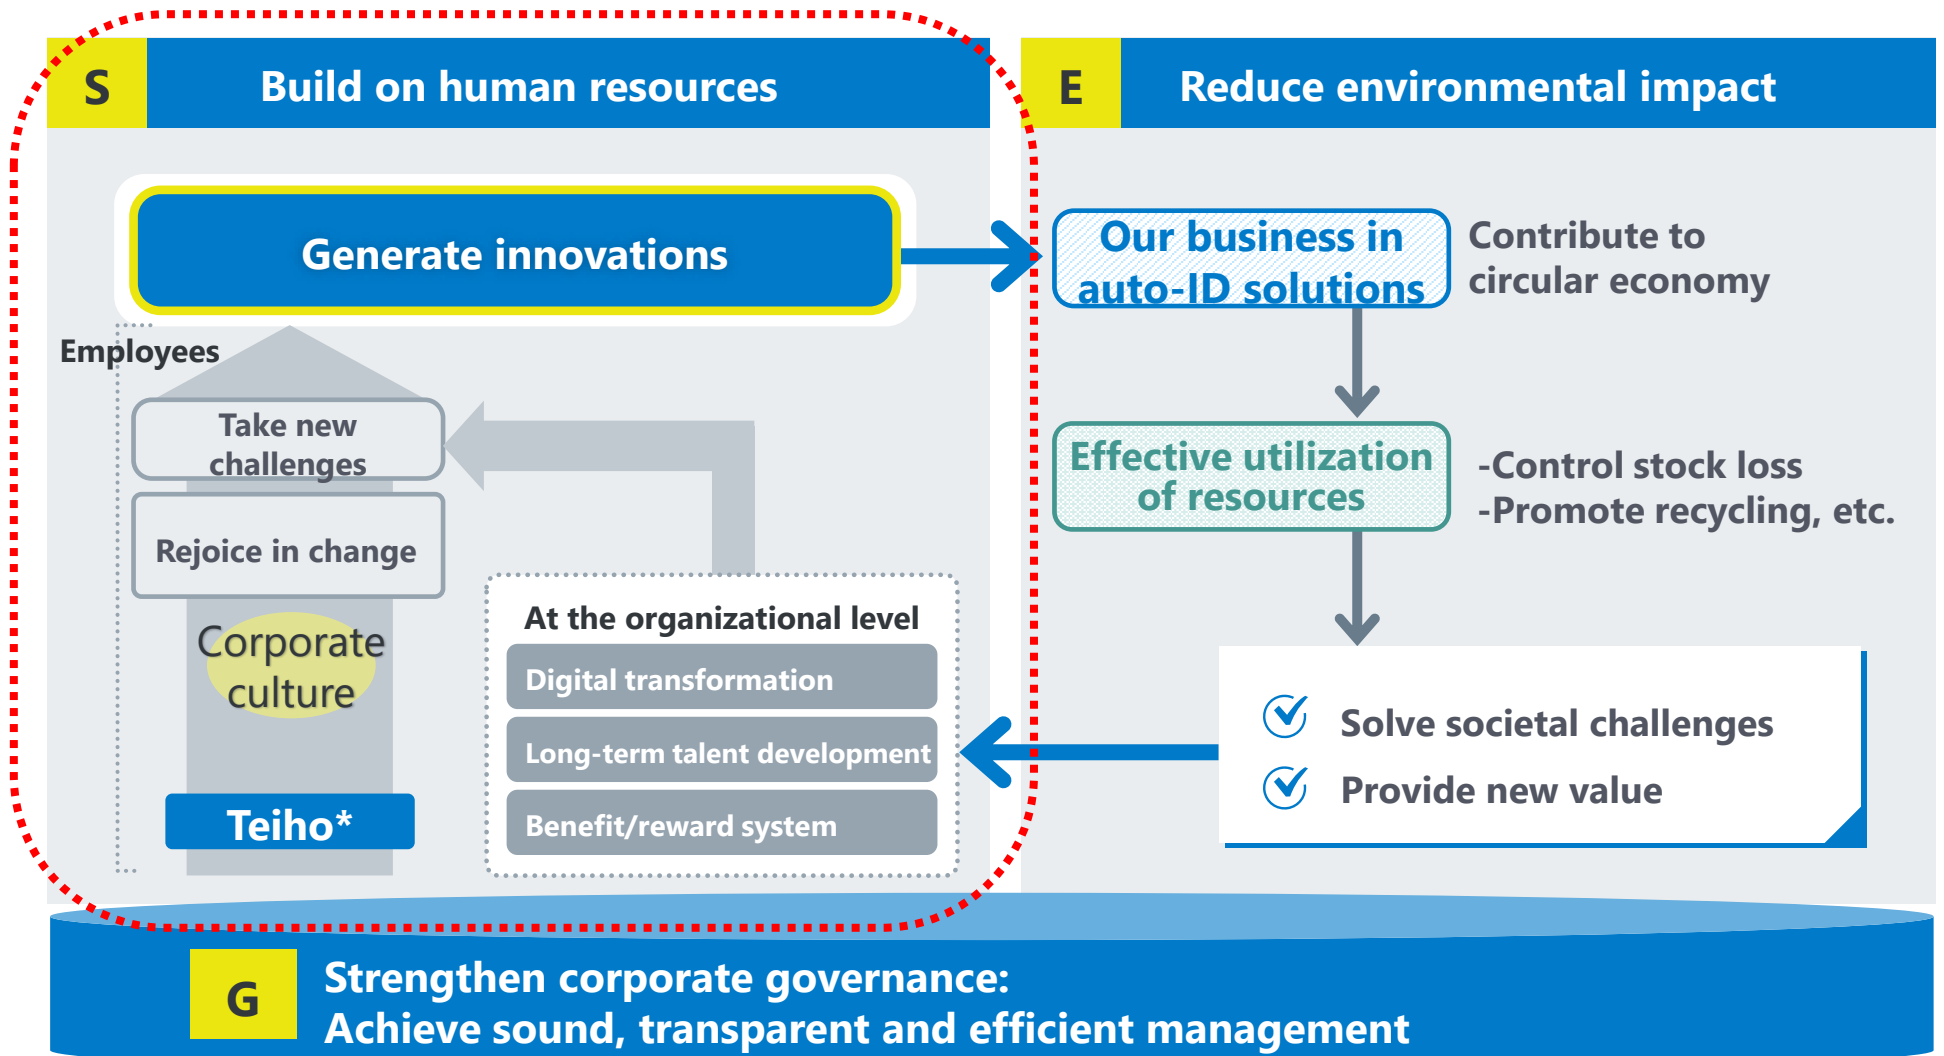 S
Build on human resources
Generate innovations
Employees
Take new
challenges
Rejoice in change
Corporate
culture
Teiho*
At the organizational level
Digital transformation
Long-term talent development
Benefit/reward system
E
Reduce environmental impact
Our business in
auto-ID solutions
Contribute to
circular economy
Effective utilization
of resources
-Control stock loss
-Promote recycling, etc.
Solve societal challenges
Provide new value
G
Strengthen corporate governance:
Achieve sound, transparent and efficient management